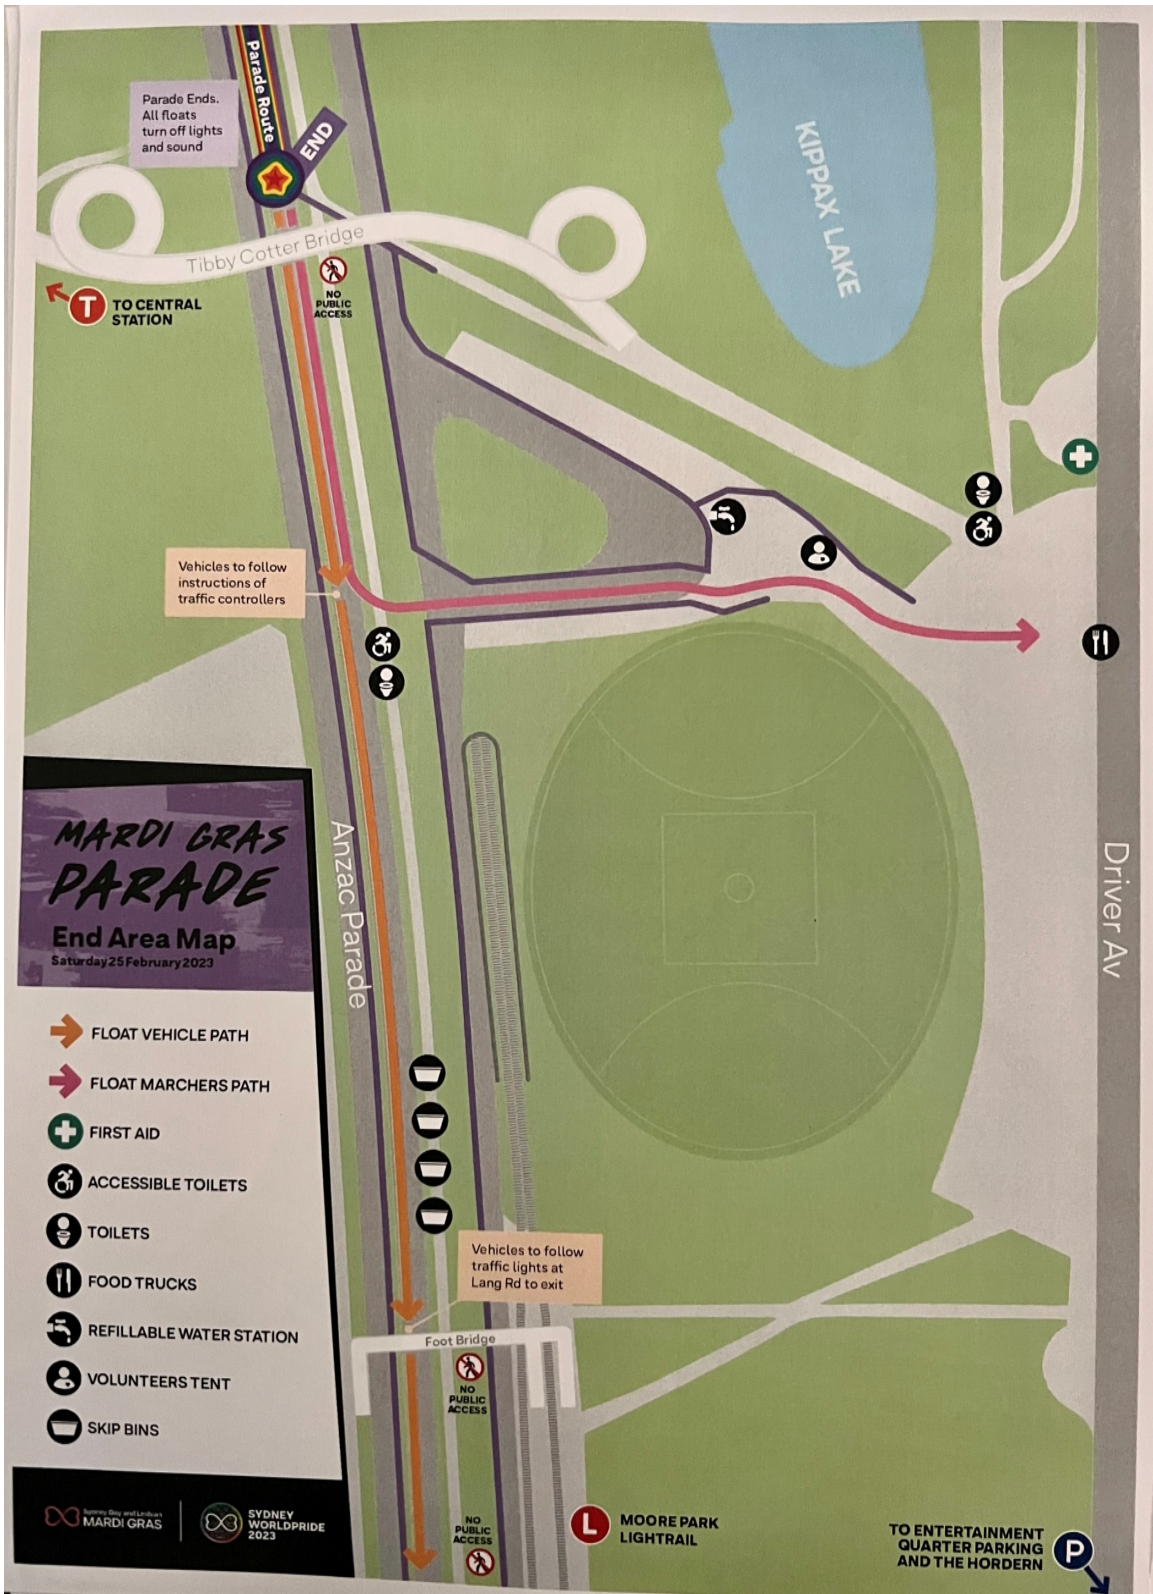 Parade Route
END
Parade Ends.
All floats
turn off lights
and sound
KIPPAX LAKE
Tibby Cotter Bridge
T
TO CENTRAL
STATION
NO
PUBLIC
ACCESS
Vehicles to follow
instructions of
traffic controllers
MARDI GRAS
PARADE
End Area Map
Saturday 25 February 2023
Anzac Parade
Driver Av
FLOAT VEHICLE PATH
FLOAT MARCHERS PATH
FIRST AID
ACCESSIBLE TOILETS
TOILETS
FOOD TRUCKS
REFILLABLE WATER STATION
VOLUNTEERS TENT
SKIP BINS
Vehicles to follow
traffic lights at
Lang Rd to exit
Foot Bridge
NO
PUBLIC
ACCESS
NO
PUBLIC
ACCESS
Sydney Gay and Lesbian
MARDI GRAS
SYDNEY
WORLDPRIDE
2023
L
MOORE PARK
LIGHTRAIL
TO ENTERTAINMENT
QUARTER PARKING
AND THE HORDERN
P